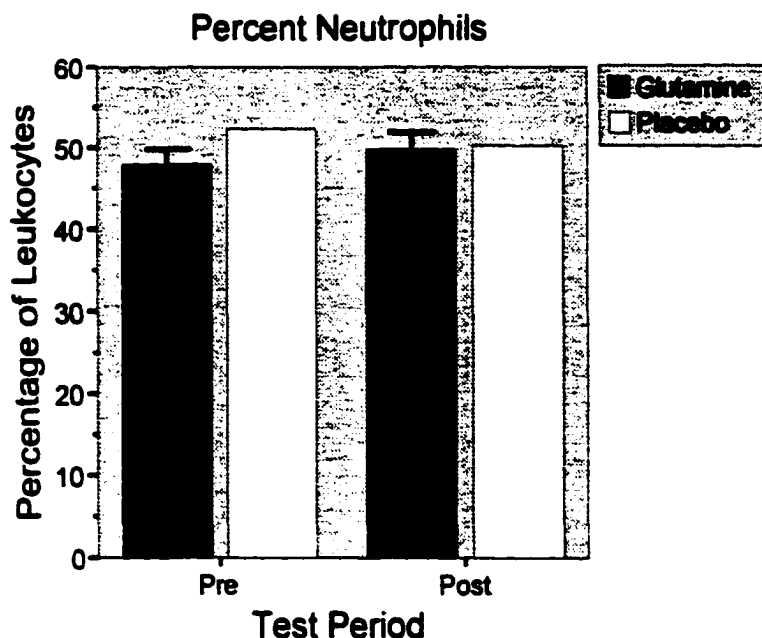 Percent Neutrophils
60
50
40
30
20
10
0
Percentage of Leukocytes
Glutamine
Placebo
Pre
Post
Test Period